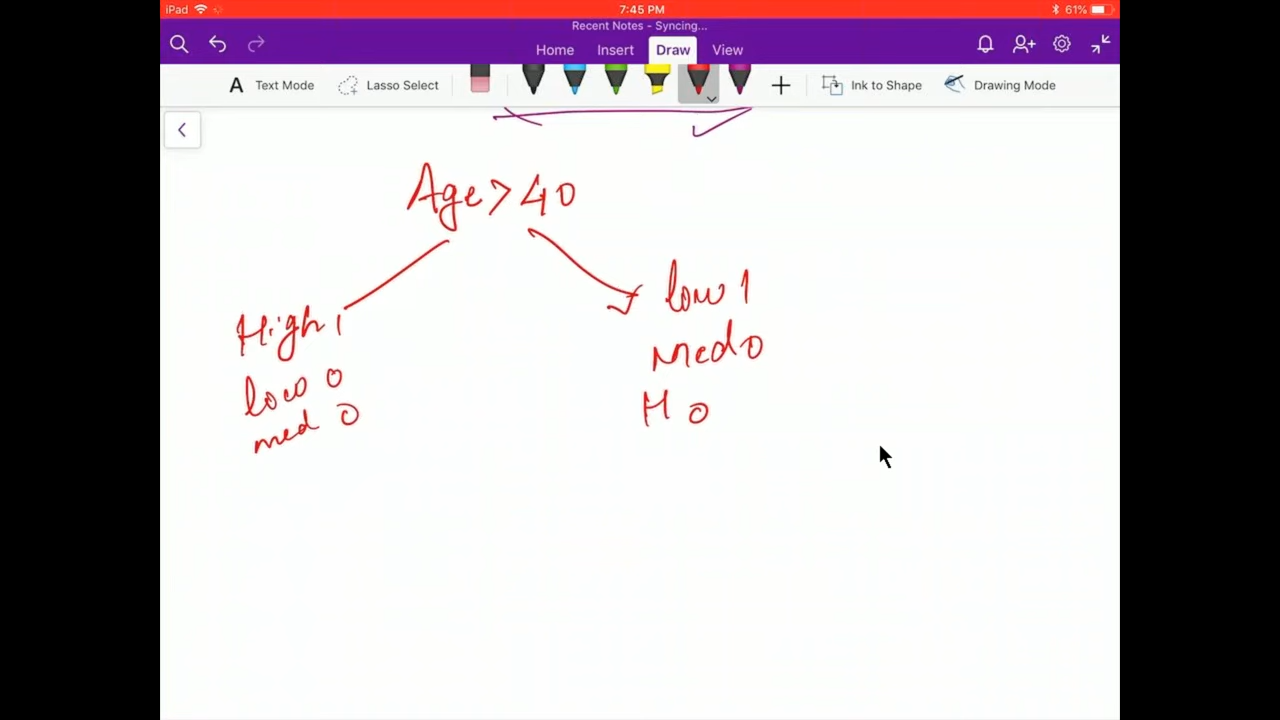 iPad 7:45 PM 61%
Recent Notes - Syncing...
Home Insert Draw View
A Text Mode Lasso Select Ink to Shape Drawing Mode
Age > 40
High 1
low 0
med 0
low 1
Med 0
H 0